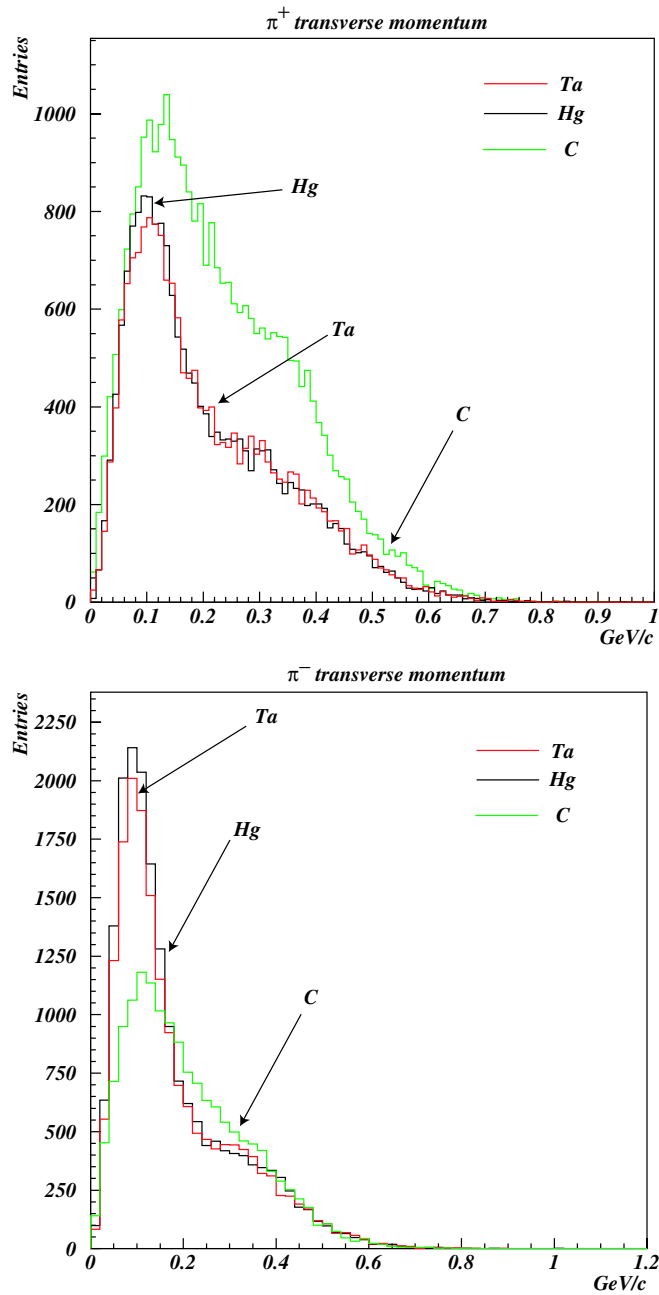 π+ transverse momentum
Entries
Ta
Hg
C
Hg
Ta
C
1000
800
600
400
200
0
0 0.1 0.2 0.3 0.4 0.5 0.6 0.7 0.8 0.9 1
GeV/c
π− transverse momentum
Entries
Ta
Hg
C
Ta
Hg
C
2250
2000
1750
1500
1250
1000
750
500
250
0
0 0.2 0.4 0.6 0.8 1 1.2
GeV/c